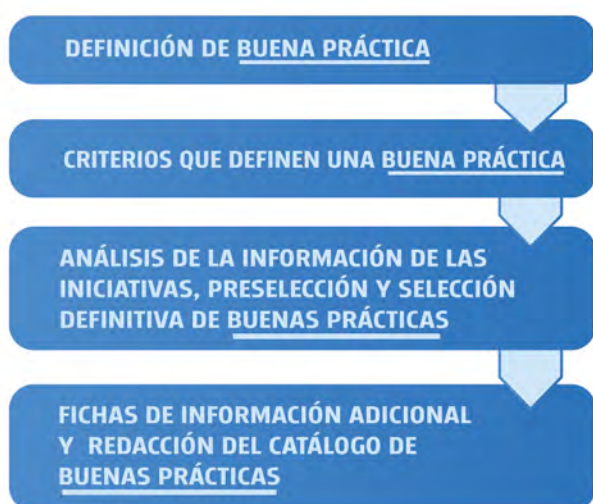 DEFINICIÓN DE BUENA PRÁCTICA
CRITERIOS QUE DEFINEN UNA BUENA PRÁCTICA
ANÁLISIS DE LA INFORMACIÓN DE LAS
INICIATIVAS, PRESELECCIÓN Y SELECCIÓN
DEFINITIVA DE BUENAS PRÁCTICAS
FICHAS DE INFORMACIÓN ADICIONAL
Y REDACCIÓN DEL CATÁLOGO DE
BUENAS PRÁCTICAS